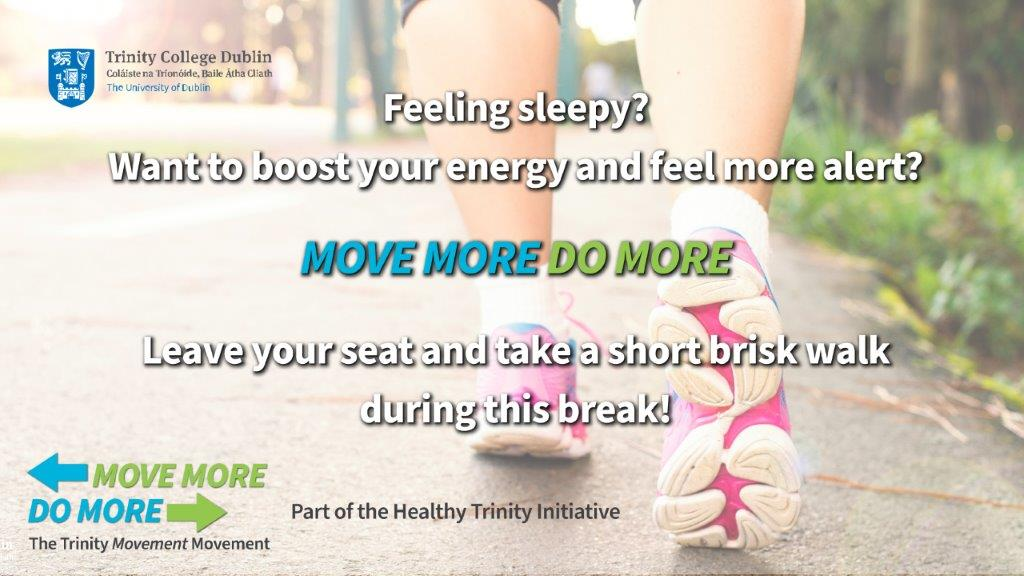 Trinity College Dublin
Coláiste na Tríonóide, Baile Átha Cliath
The University of Dublin
Feeling sleepy?
Want to boost your energy and feel more alert?
MOVE MORE DO MORE
Leave your seat and take a short brisk walk
during this break!
MOVE MORE
DO MORE
The Trinity Movement Movement
Part of the Healthy Trinity Initiative